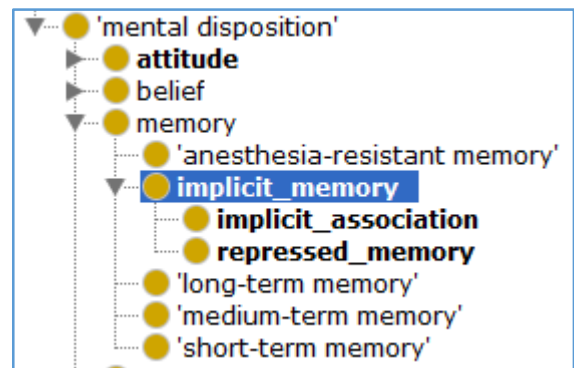 'mental disposition'
attitude
belief
memory
'anesthesia-resistant memory'
implicit_memory
implicit_association
repressed_memory
'long-term memory'
'medium-term memory'
'short-term memory'